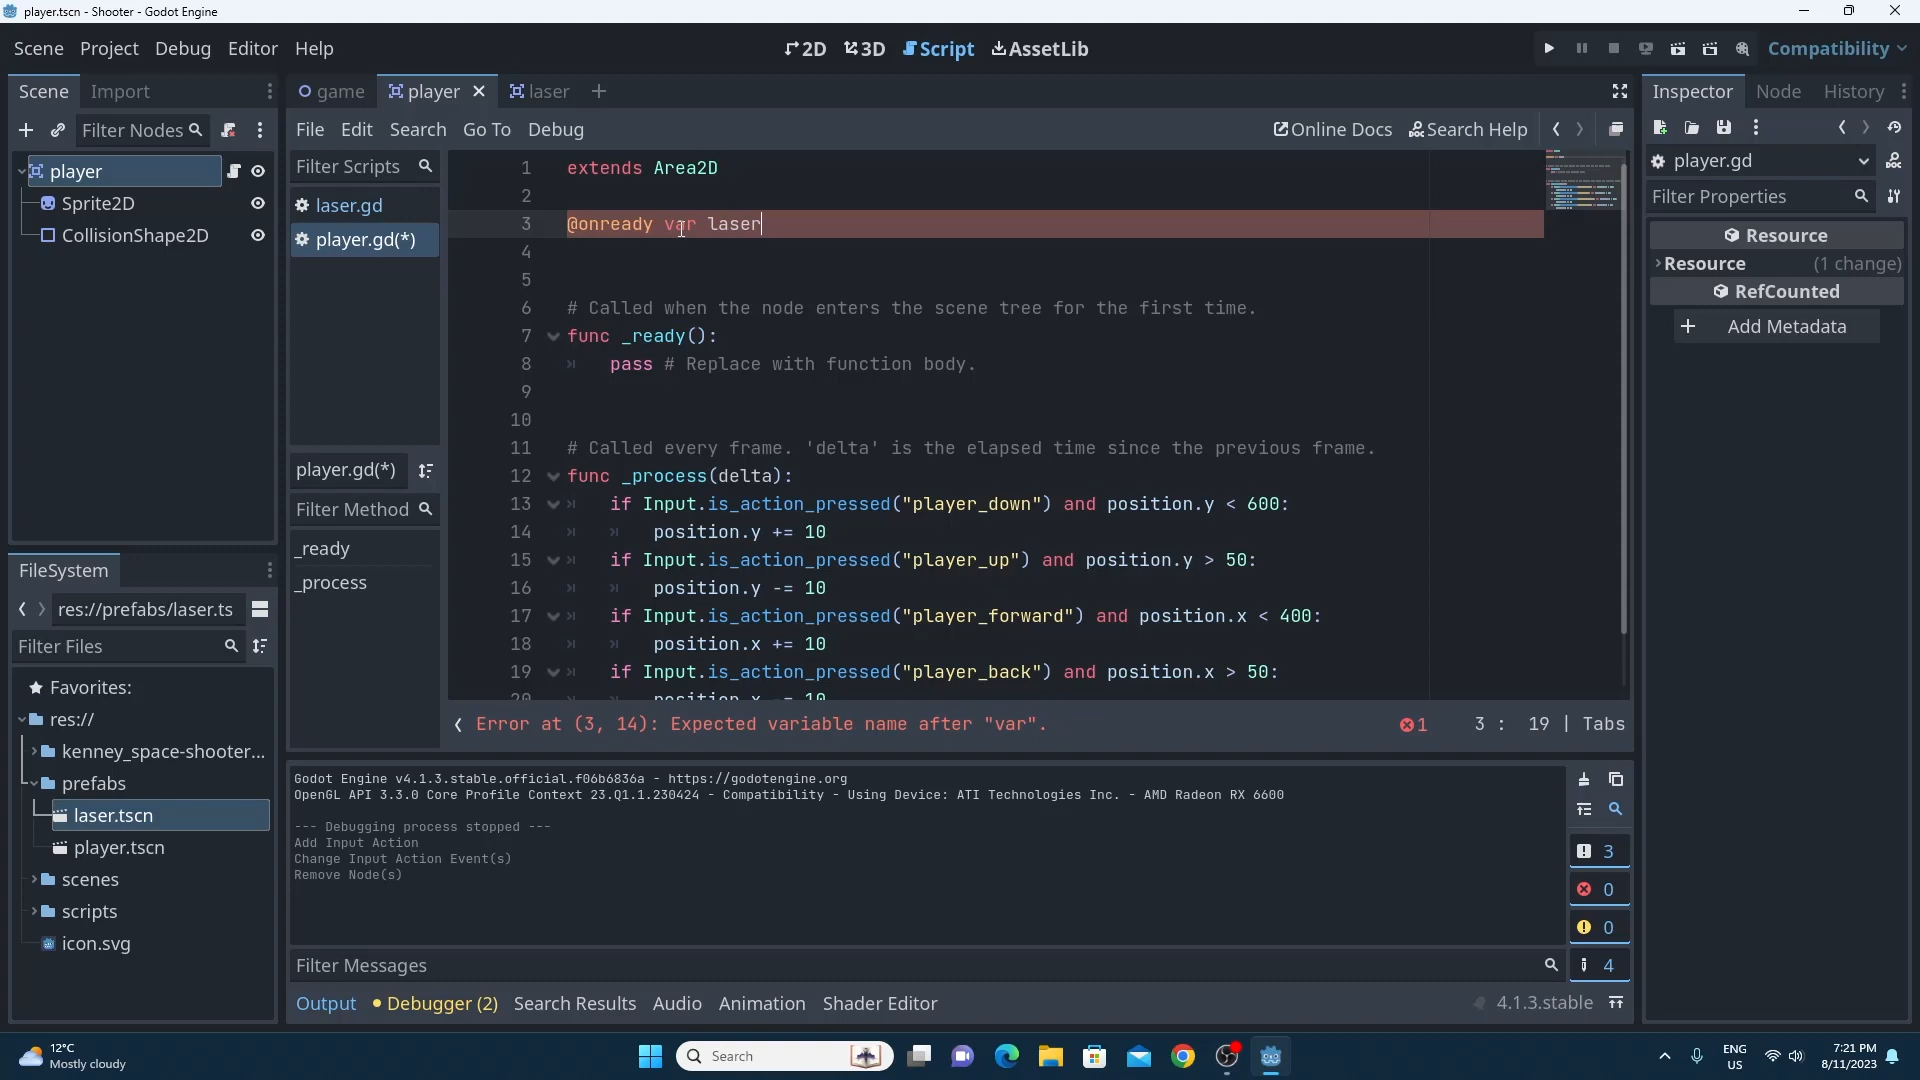 player.tscn - Shooter - Godot Engine
Scene Project Debug Editor Help
2D 3D Script AssetLib
Compatibility
Scene Import
Filter Nodes
player
Sprite2D
CollisionShape2D
FileSystem
res://prefabs/laser.ts
Filter Files
Favorites:
res://
kenney_space-shooter...
prefabs
laser.tscn
player.tscn
scenes
scripts
icon.svg
game player laser
File Edit Search Go To Debug
Online Docs Search Help
Filter Scripts
laser.gd
player.gd(*)
player.gd(*)
Filter Method
_ready
_process
1 extends Area2D
2
3 @onready var laser
4
5
6 # Called when the node enters the scene tree for the first time.
7 func _ready():
8 pass # Replace with function body.
9
10
11 # Called every frame. 'delta' is the elapsed time since the previous frame.
12 func _process(delta):
13 if Input.is_action_pressed("player_down") and position.y < 600:
14 position.y += 10
15 if Input.is_action_pressed("player_up") and position.y > 50:
16 position.y -= 10
17 if Input.is_action_pressed("player_forward") and position.x < 400:
18 position.x += 10
19 if Input.is_action_pressed("player_back") and position.x > 50:
20 position.x -= 10
Error at (3, 14): Expected variable name after "var".
1 3 : 19 | Tabs
Godot Engine v4.1.3.stable.official.f06b6836a - https://godotengine.org
OpenGL API 3.3.0 Core Profile Context 23.Q1.1.230424 - Compatibility - Using Device: ATI Technologies Inc. - AMD Radeon RX 6600
--- Debugging process stopped ---
Add Input Action
Change Input Action Event(s)
Remove Node(s)
3
0
0
4
Filter Messages
Output Debugger (2) Search Results Audio Animation Shader Editor
4.1.3.stable
Inspector Node History
player.gd
Filter Properties
Resource
Resource (1 change)
RefCounted
Add Metadata
12°C
Mostly cloudy
Search
ENG
US
7:21 PM
8/11/2023